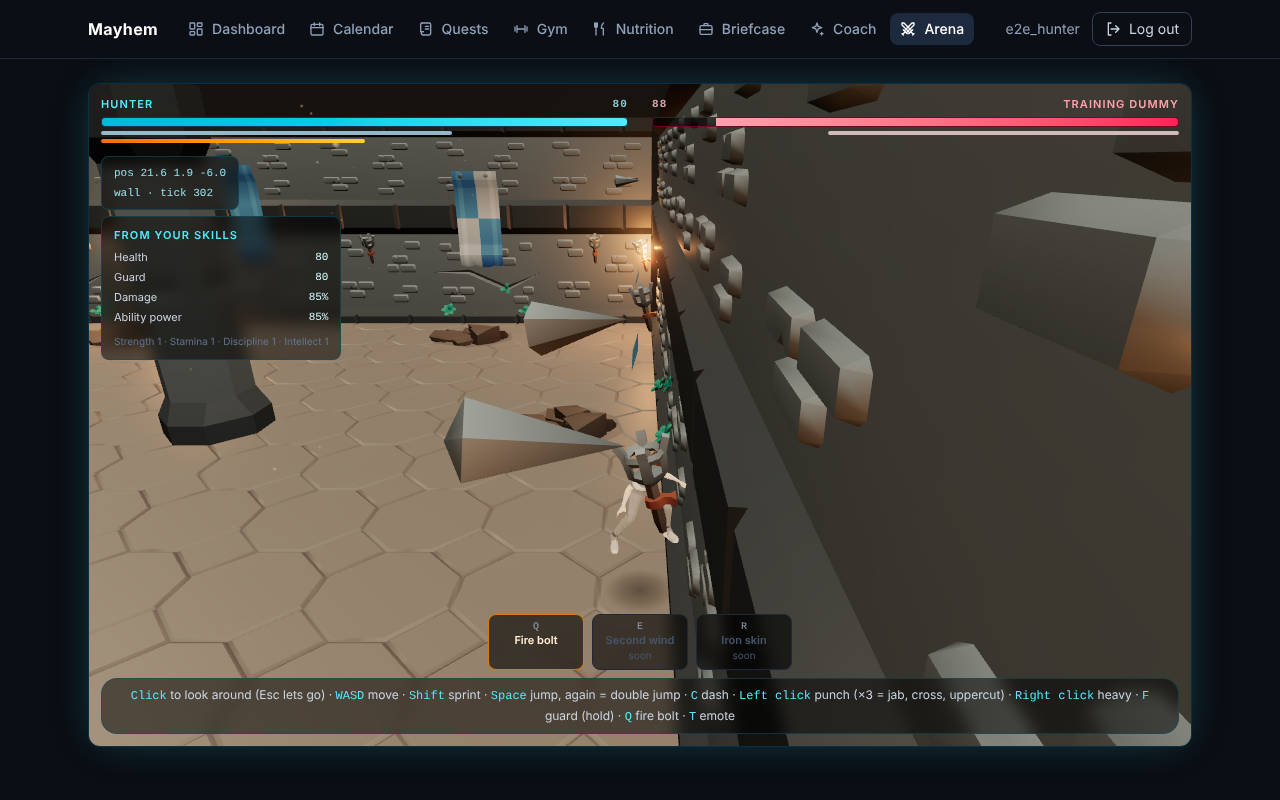 Mayhem
Dashboard
Calendar
Quests
Gym
Nutrition
Briefcase
Coach
Arena
e2e_hunter
Log out
HUNTER
80
88
TRAINING DUMMY
pos 21.6 1.9 -6.0
wall · tick 302
FROM YOUR SKILLS
Health 80
Guard 80
Damage 85%
Ability power 85%
Strength 1 · Stamina 1 · Discipline 1 · Intellect 1
Q
Fire bolt
E
Second wind
soon
R
Iron skin
soon
Click to look around (Esc lets go) · WASD move · Shift sprint · Space jump, again = double jump · C dash · Left click punch (×3 = jab, cross, uppercut) · Right click heavy · F
guard (hold) · Q fire bolt · T emote